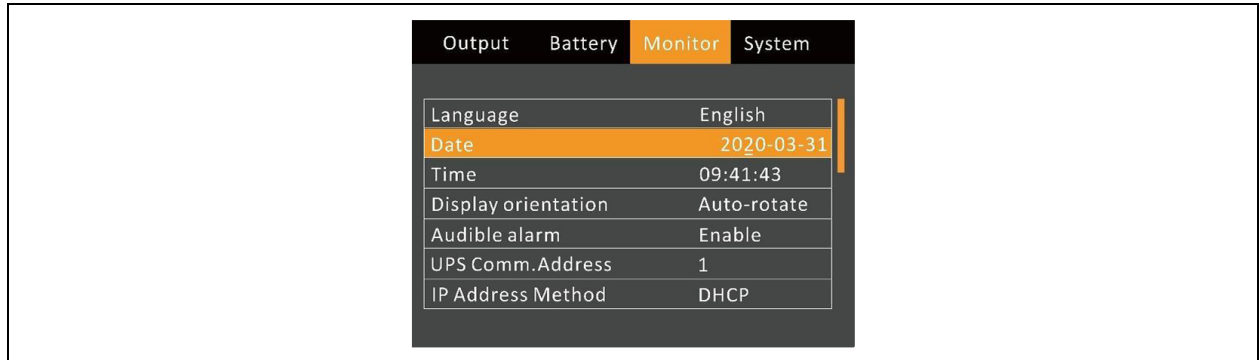 Output Battery Monitor System
Language English
Date 2020-03-31
Time 09:41:43
Display orientation Auto-rotate
Audible alarm Enable
UPS Comm.Address 1
IP Address Method DHCP